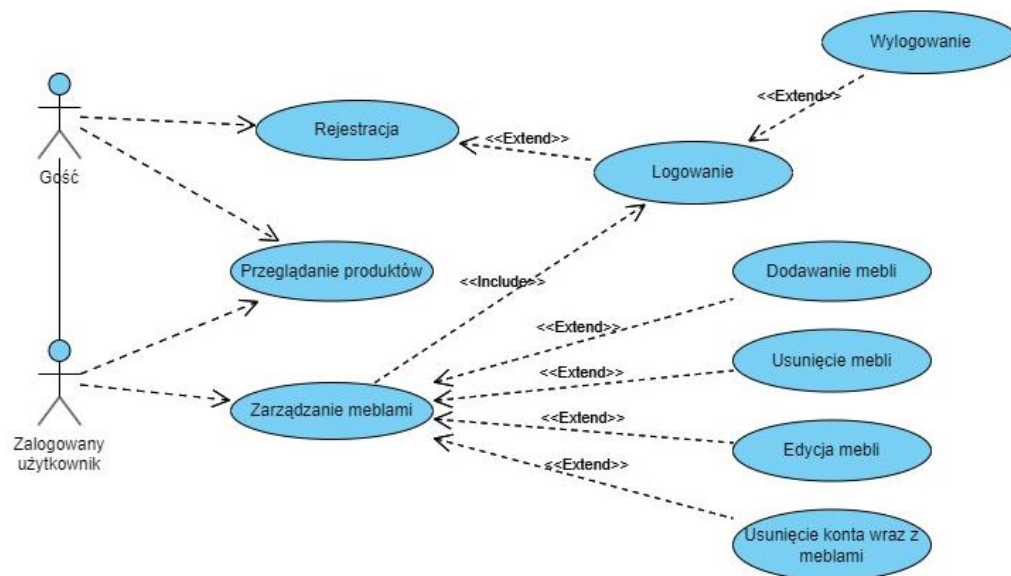 Wylogowanie
<<Extend>>
Rejestracja
<<Extend>>
Logowanie
Gość
Przeglądanie produktów
<<Include>>
Dodawanie mebli
<<Extend>>
Usunięcie mebli
<<Extend>>
Zarządzanie meblami
<<Extend>>
Edycja mebli
Zalogowany
użytkownik
<<Extend>>
Usunięcie konta wraz z
meblami